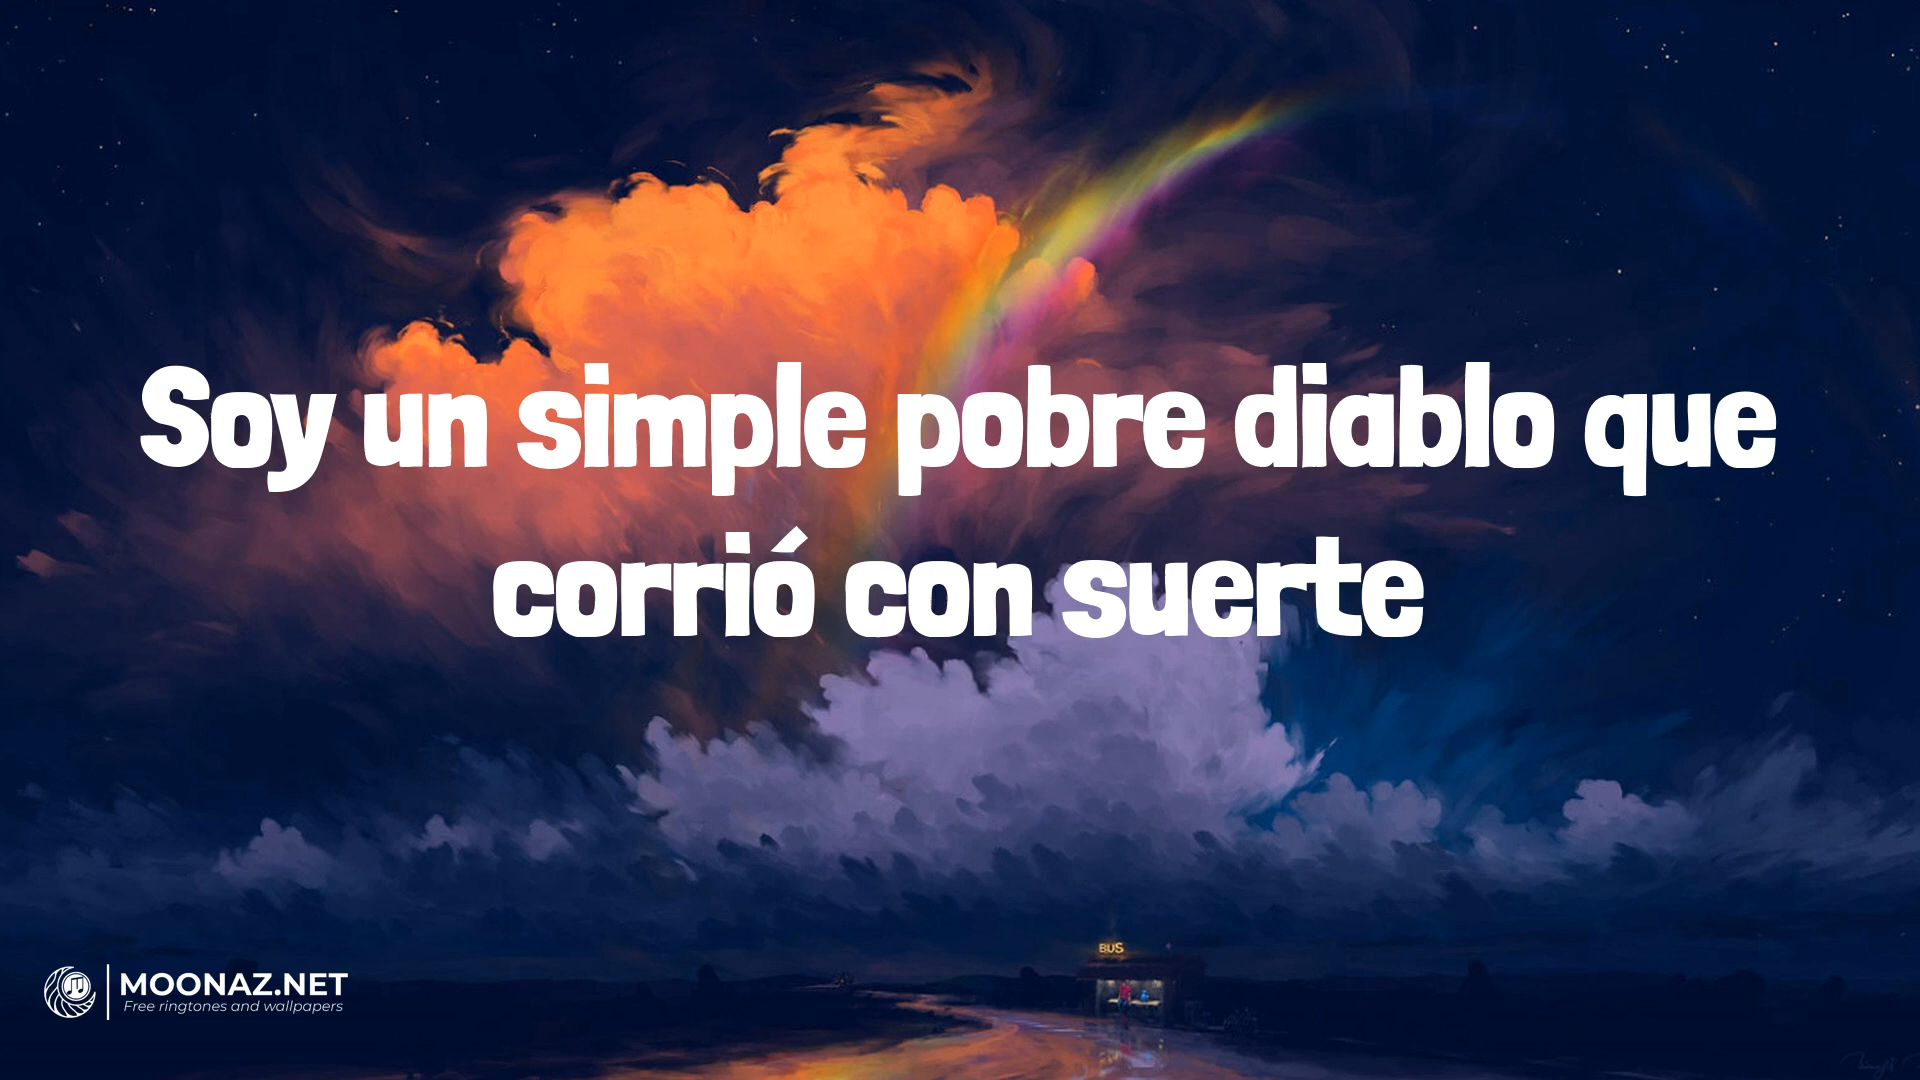 Soy un simple pobre diablo que
corrió con suerte
BUS
MOONAZ.NET
Free ringtones and wallpapers